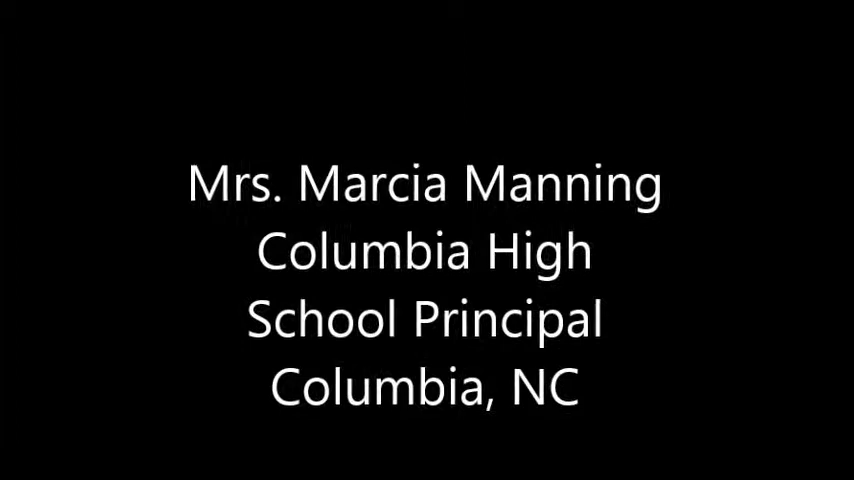 Mrs. Marcia Manning
Columbia High
School Principal
Columbia, NC